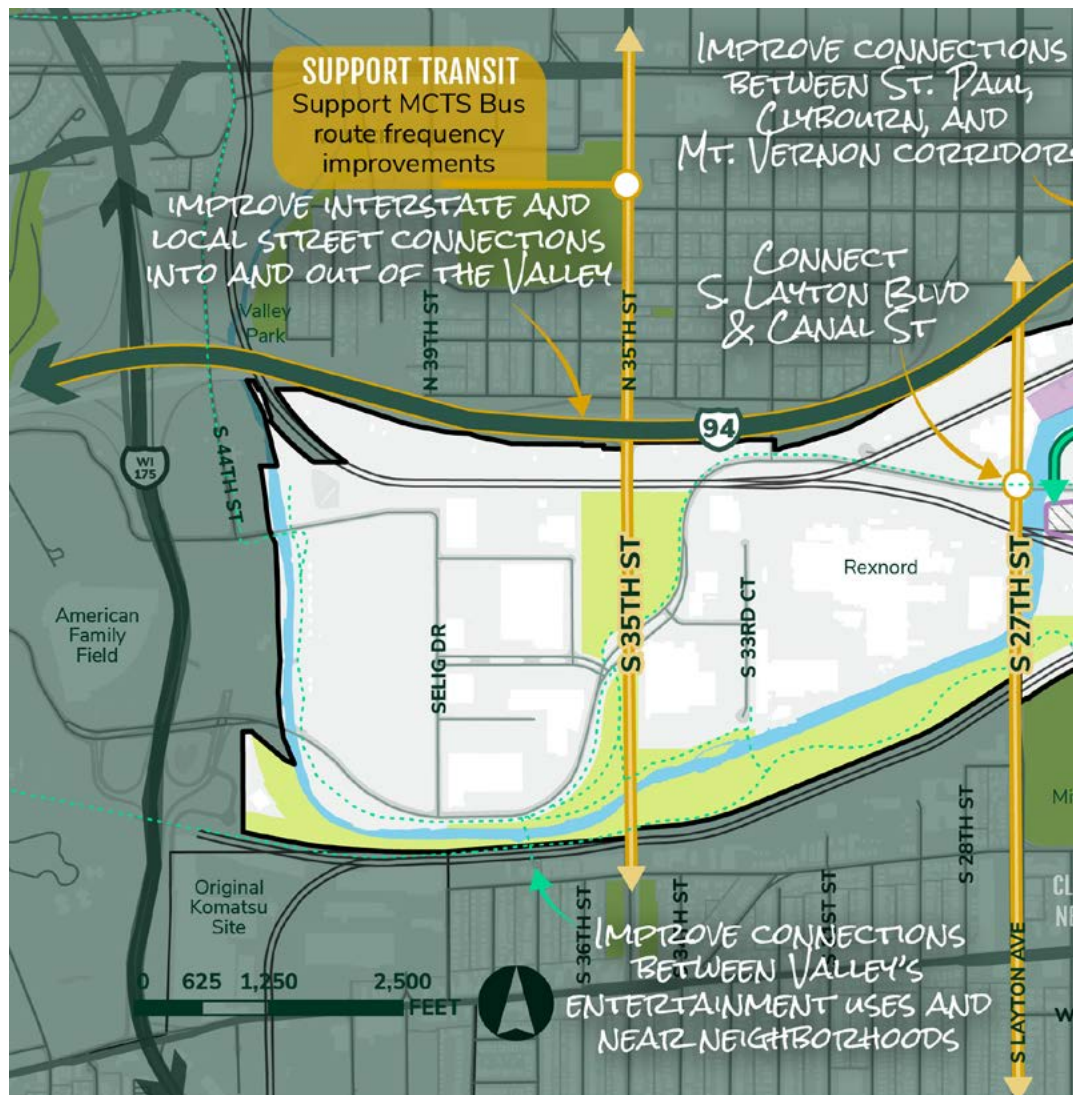 SUPPORT TRANSIT
Support MCTS Bus
route frequency
improvements
IMPROVE CONNECTIONS
BETWEEN ST. PAUL,
CLYBOURN, AND
MT. VERNON CORRIDORS
IMPROVE INTERSTATE AND
LOCAL STREET CONNECTIONS
INTO AND OUT OF THE VALLEY
CONNECT
S. LAYTON BLVD
& CANAL ST
Valley
Park
N 39TH ST
N 35TH ST
94
WI
175
S 44TH ST
American
Family
Field
SELIG DR
S 35TH ST
S 33RD CT
Rexnord
S 27TH ST
Original
Komatsu
Site
S 36TH ST
S 28TH ST
S LAYTON AVE
Mi
CL
NE
W
IMPROVE CONNECTIONS
BETWEEN VALLEY'S
ENTERTAINMENT USES AND
NEAR NEIGHBORHOODS
0 625 1,250 2,500
FEET